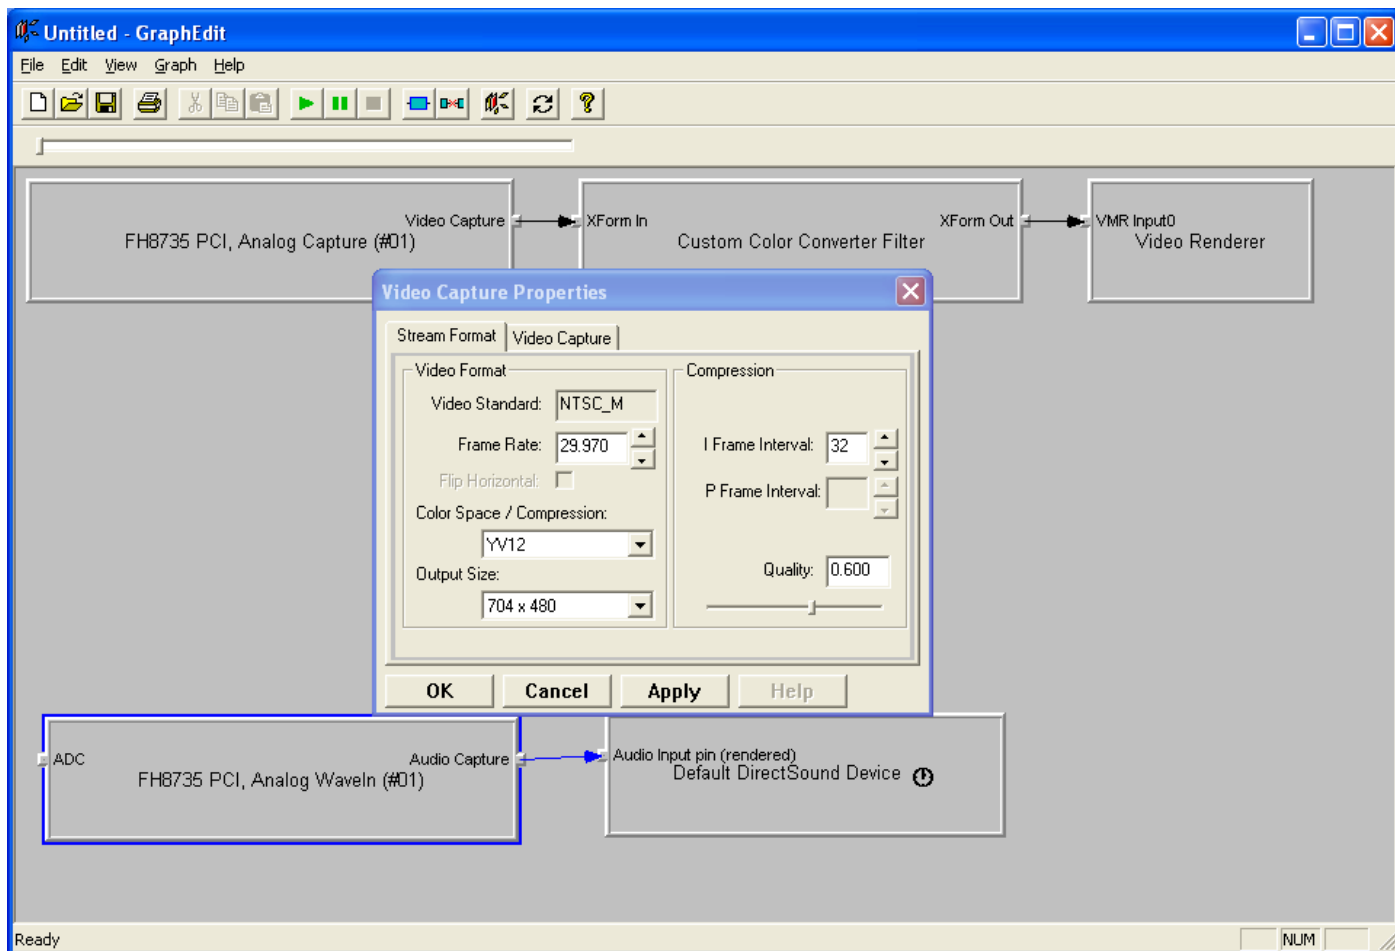 Untitled - GraphEdit
File Edit View Graph Help
Video Capture
FH8735 PCI, Analog Capture (#01)
XForm In
XForm Out
Custom Color Converter Filter
VMR Input0
Video Renderer
Video Capture Properties
Stream Format
Video Capture
Video Format
Video Standard: NTSC_M
Frame Rate: 29.970
Flip Horizontal:
Color Space / Compression:
YV12
Output Size:
704 x 480
Compression
I Frame Interval: 32
P Frame Interval:
Quality: 0.600
OK Cancel Apply Help
ADC
Audio Capture
FH8735 PCI, Analog WaveIn (#01)
Audio Input pin (rendered)
Default DirectSound Device
Ready
NUM